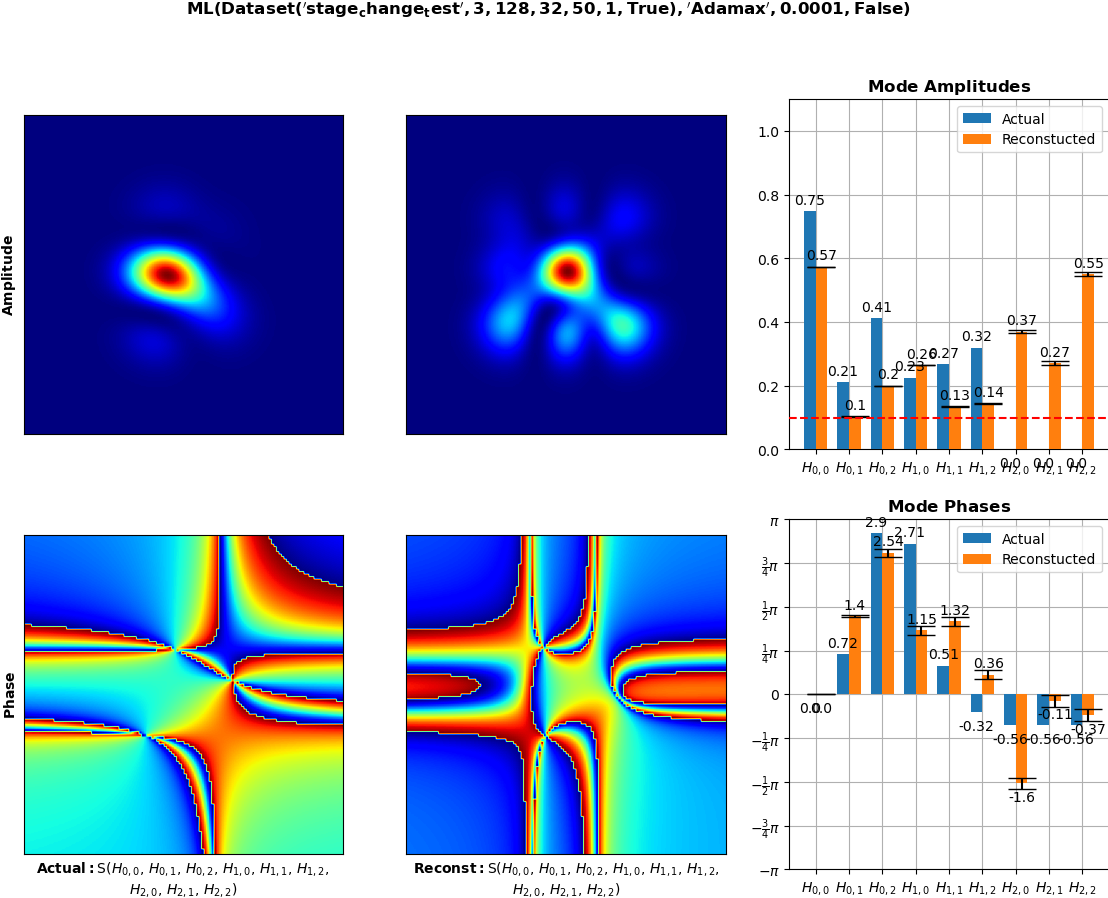 ML(Dataset('stage_change_test', 3, 128, 32, 50, 1, True), 'Adamax', 0.0001, False)
Amplitude
Mode Amplitudes
Actual
Reconstucted
1.0
0.8
0.6
0.4
0.2
0.0
0.75
0.57
0.21
0.1
0.41
0.2
0.23
0.26
0.27
0.13
0.32
0.14
0.0
0.37
0.0
0.27
0.0
0.55
H0,0 H0,1 H0,2 H1,0 H1,1 H1,2 H2,0 H2,1 H2,2
Phase
Mode Phases
Actual
Reconstucted
π
3/4π
1/2π
1/4π
0
−1/4π
−1/2π
−3/4π
−π
0.0
0.0
0.72
1.4
2.9
2.54
2.71
1.15
0.51
1.32
-0.32
0.36
-0.56
-1.6
-0.56
-0.11
-0.56
-0.37
H0,0 H0,1 H0,2 H1,0 H1,1 H1,2 H2,0 H2,1 H2,2
Actual: S(H0,0, H0,1, H0,2, H1,0, H1,1, H1,2,
H2,0, H2,1, H2,2)
Reconst: S(H0,0, H0,1, H0,2, H1,0, H1,1, H1,2,
H2,0, H2,1, H2,2)